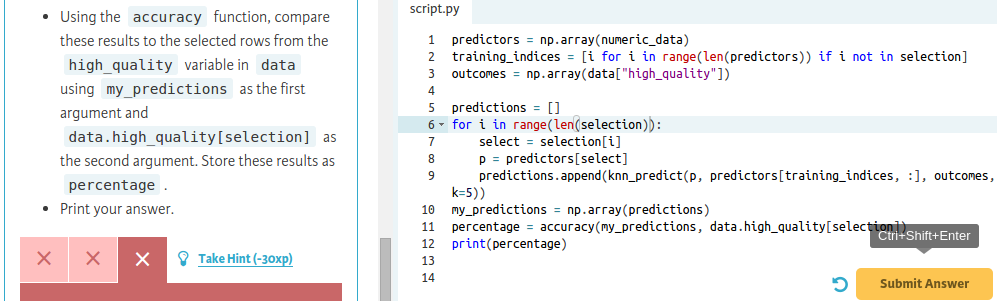 Using the accuracy function, compare
these results to the selected rows from the
high_quality variable in data
using my_predictions as the first
argument and
data.high_quality[selection] as
the second argument. Store these results as
percentage .
Print your answer.
Take Hint (-30xp)
script.py
1 predictors = np.array(numeric_data)
2 training_indices = [i for i in range(len(predictors)) if i not in selection]
3 outcomes = np.array(data["high_quality"])
4
5 predictions = []
6 for i in range(len(selection)):
7 select = selection[i]
8 p = predictors[select]
9 predictions.append(knn_predict(p, predictors[training_indices, :], outcomes,
k=5))
10 my_predictions = np.array(predictions)
11 percentage = accuracy(my_predictions, data.high_quality[selection])
12 print(percentage)
13
14
Ctrl+Shift+Enter
Submit Answer